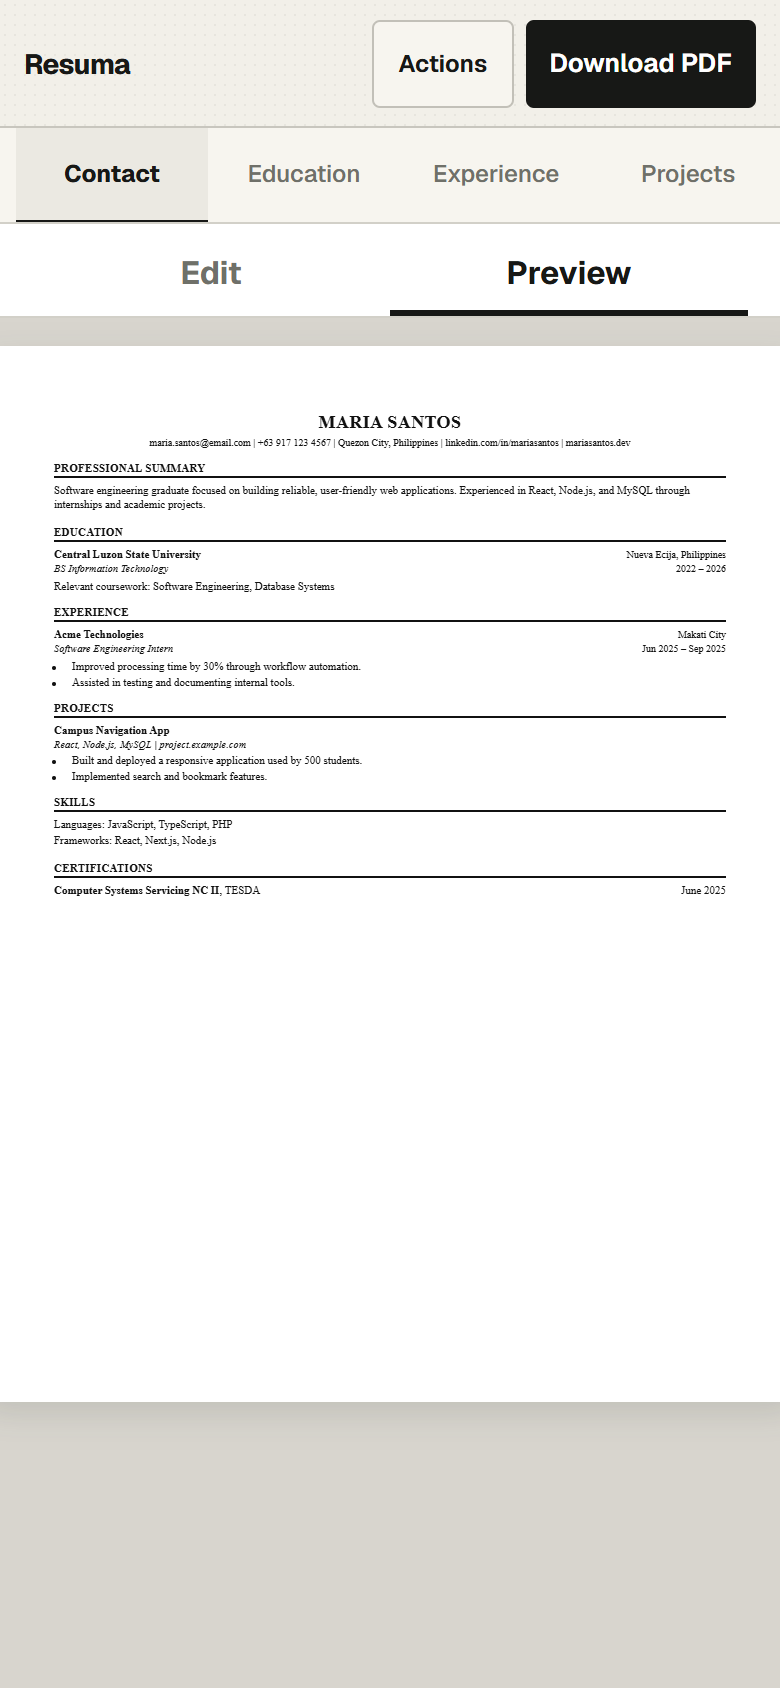 Resuma
Actions
Download PDF
Contact
Education
Experience
Projects
Edit
Preview
MARIA SANTOS
maria.santos@email.com | +63 917 123 4567 | Quezon City, Philippines | linkedin.com/in/mariasantos | mariasantos.dev
PROFESSIONAL SUMMARY
Software engineering graduate focused on building reliable, user-friendly web applications. Experienced in React, Node.js, and MySQL through
internships and academic projects.
EDUCATION
Central Luzon State University Nueva Ecija, Philippines
BS Information Technology 2022 – 2026
Relevant coursework: Software Engineering, Database Systems
EXPERIENCE
Acme Technologies Makati City
Software Engineering Intern Jun 2025 – Sep 2025
• Improved processing time by 30% through workflow automation.
• Assisted in testing and documenting internal tools.
PROJECTS
Campus Navigation App
React, Node.js, MySQL | project.example.com
• Built and deployed a responsive application used by 500 students.
• Implemented search and bookmark features.
SKILLS
Languages: JavaScript, TypeScript, PHP
Frameworks: React, Next.js, Node.js
CERTIFICATIONS
Computer Systems Servicing NC II, TESDA June 2025